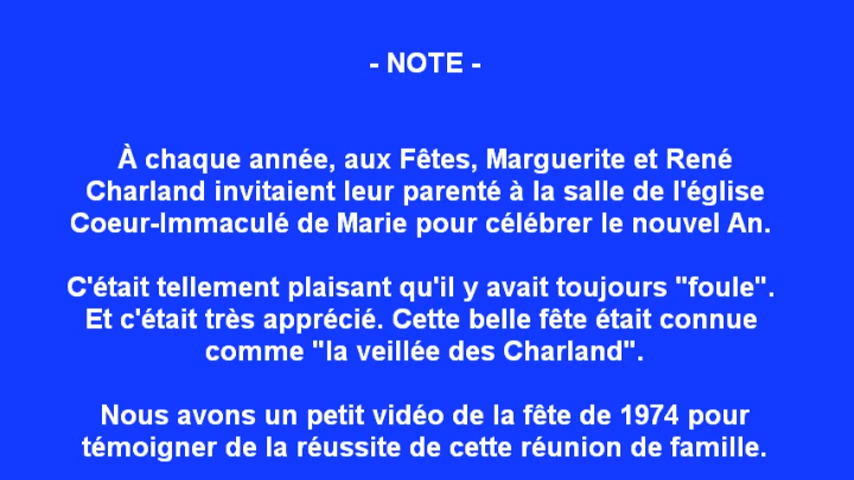 - NOTE -
À chaque année, aux Fêtes, Marguerite et René
Charland invitaient leur parenté à la salle de l'église
Coeur-Immaculé de Marie pour célébrer le nouvel An.
C'était tellement plaisant qu'il y avait toujours "foule".
Et c'était très apprécié. Cette belle fête était connue
comme "la veillée des Charland".
Nous avons un petit vidéo de la fête de 1974 pour
témoigner de la réussite de cette réunion de famille.